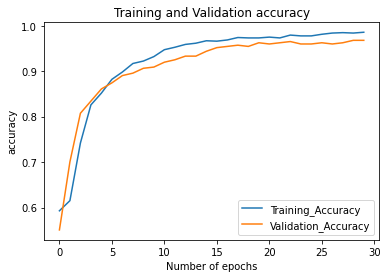 Training and Validation accuracy
1.0
0.9
0.8
0.7
0.6
accuracy
0
5
10
15
20
25
30
Number of epochs
Training_Accuracy
Validation_Accuracy